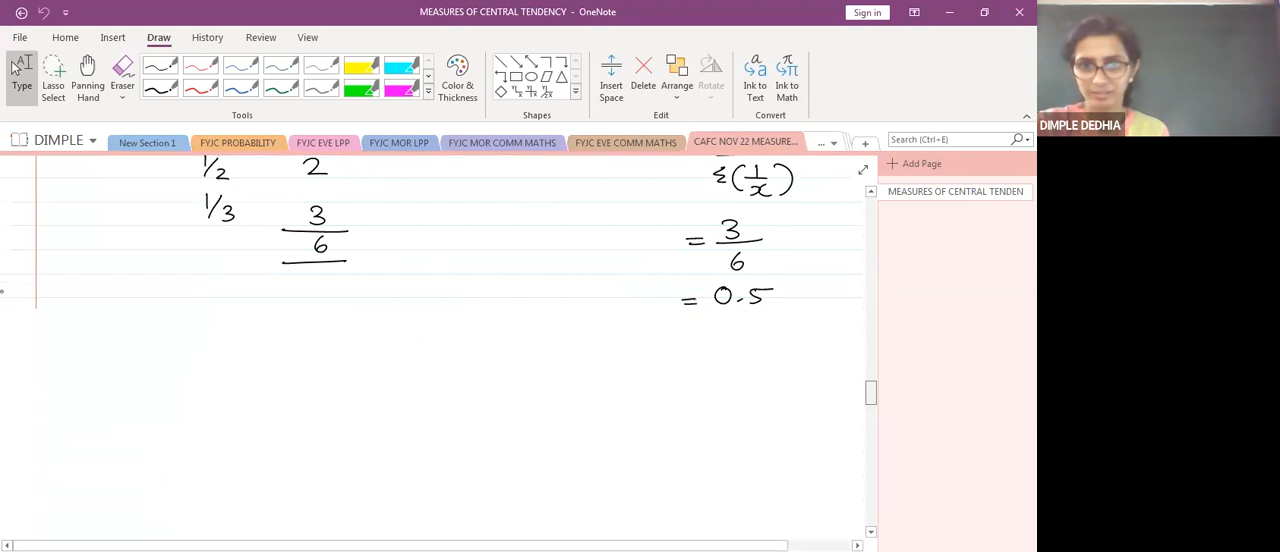 MEASURES OF CENTRAL TENDENCY - OneNote
Sign in
File Home Insert Draw History Review View
Type
Lasso Select
Panning Hand
Eraser
Color & Thickness
Insert Space
Delete
Arrange
Rotate
Ink to Text
Ink to Math
Tools Shapes Edit Convert
DIMPLE DEDHIA
DIMPLE
New Section 1
FYJC PROBABILITY
FYJC EVE LPP
FYJC MOR LPP
FYJC MOR COMM MATHS
FYJC EVE COMM MATHS
CAFC NOV 22 MEASURE...
Search (Ctrl+E)
Add Page
MEASURES OF CENTRAL TENDEN
1/2 2
1/3 3
6
Σ(1/x)
= 3/6
= 0.5